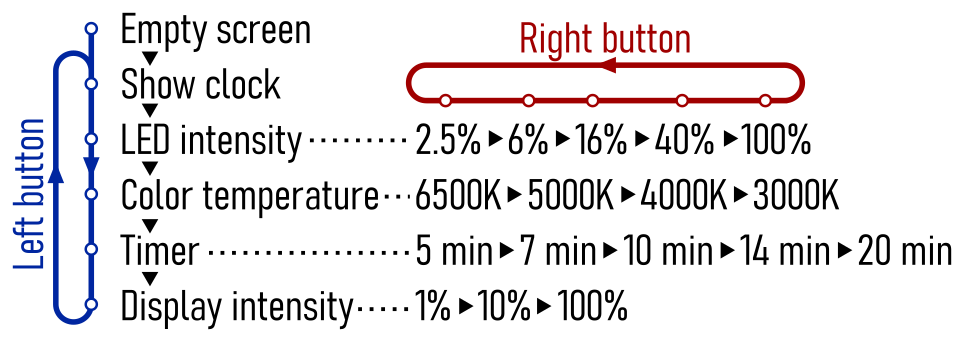 Empty screen
Right button
Show clock
LED intensity 2.5% 6% 16% 40% 100%
Left button
Color temperature 6500K 5000K 4000K 3000K
Timer 5 min 7 min 10 min 14 min 20 min
Display intensity 1% 10% 100%